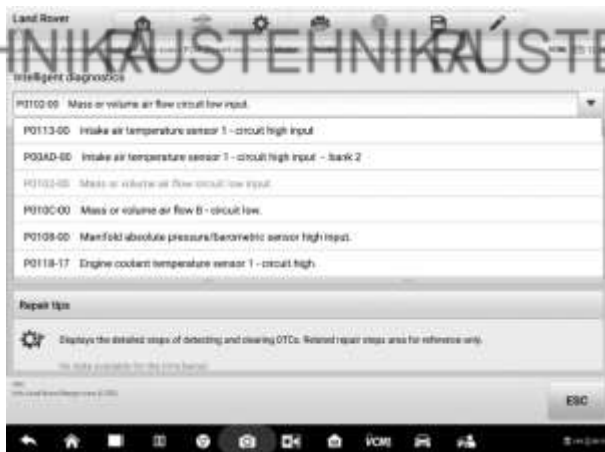 Land Rover
HNIKRAUSTEHNIKRAUSTE
Intelligent diagnostics
P0102-00 Mass or volume air flow circuit low input.
P0113-00 Intake air temperature sensor 1 - circuit high input
P00AD-00 Intake air temperature sensor 1 - circuit high input - bank 2
P0102-00 Mass or volume air flow circuit low input
P010C-00 Mass or volume air flow B - circuit low.
P0108-00 Manifold absolute pressure/barometric sensor high input.
P0118-17 Engine coolant temperature sensor 1 - circuit high
Repair tips
Displays the detailed steps of detecting and clearing DTCs. Related repair steps area for reference only.
ESC
VCMI